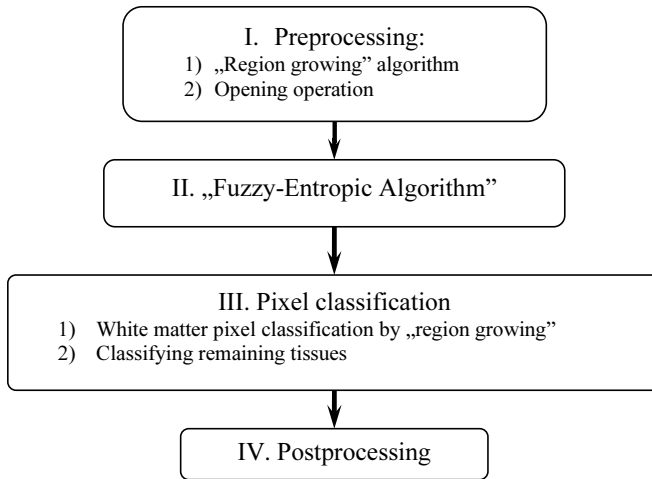 I. Preprocessing:
1) „Region growing” algorithm
2) Opening operation
II. „Fuzzy-Entropic Algorithm”
III. Pixel classification
1) White matter pixel classification by „region growing”
2) Classifying remaining tissues
IV. Postprocessing